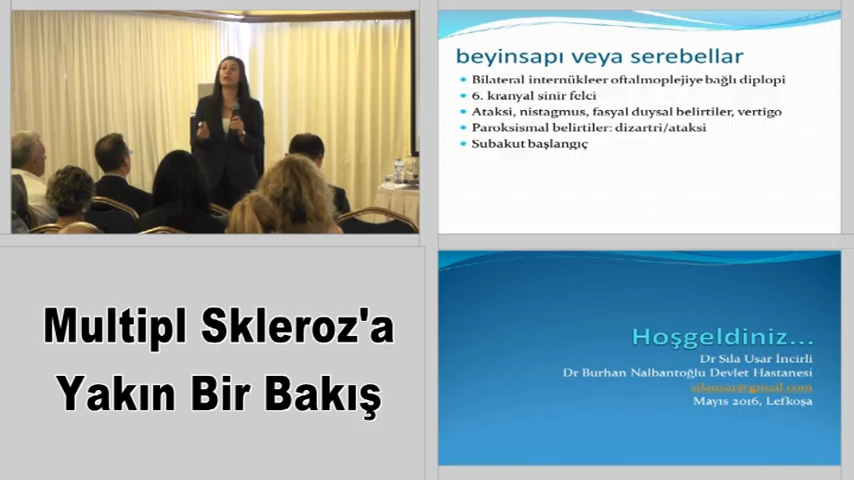 beyinsapı veya serebellar
Bilateral internükleer oftalmoplejiye bağlı diplopi
6. kranyal sinir felci
Ataksi, nistagmus, fasyal duysal belirtiler, vertigo
Paroksismal belirtiler: dizartri/ataksi
Subakut başlangıç
Multipl Skleroz'a
Yakın Bir Bakış
Hoşgeldiniz...
Dr Sıla Usar İncirli
Dr Burhan Nalbantoğlu Devlet Hastanesi
silausar@gmail.com
Mayıs 2016, Lefkoşa